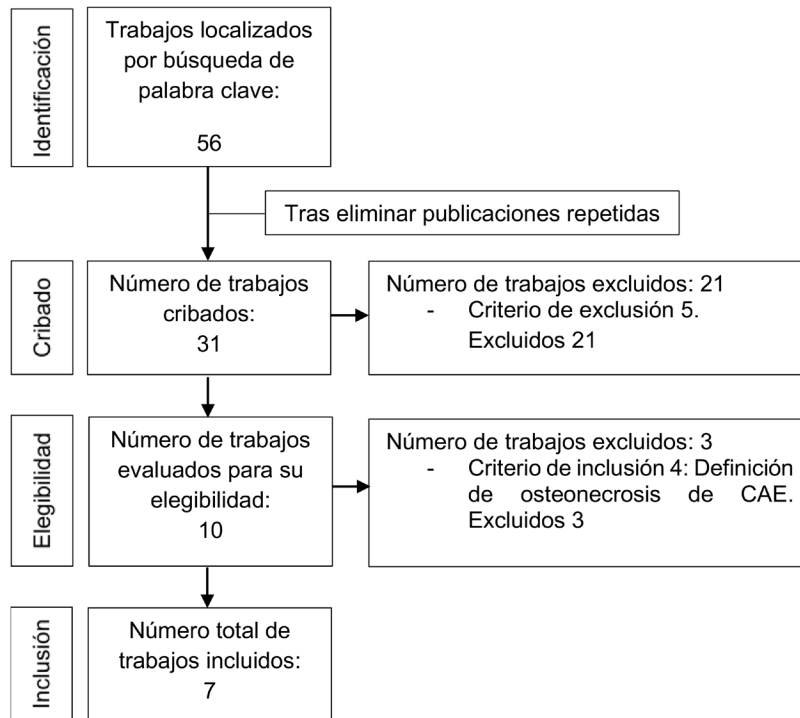 Identificación
Trabajos localizados
por búsqueda de
palabra clave:
56
Tras eliminar publicaciones repetidas
Cribado
Número de trabajos
cribados:
31
Número de trabajos excluidos: 21
- Criterio de exclusión 5.
Excluidos 21
Elegibilidad
Número de trabajos
evaluados para su
elegibilidad:
10
Número de trabajos excluidos: 3
- Criterio de inclusión 4: Definición
de osteonecrosis de CAE.
Excluidos 3
Inclusión
Número total de
trabajos incluidos:
7